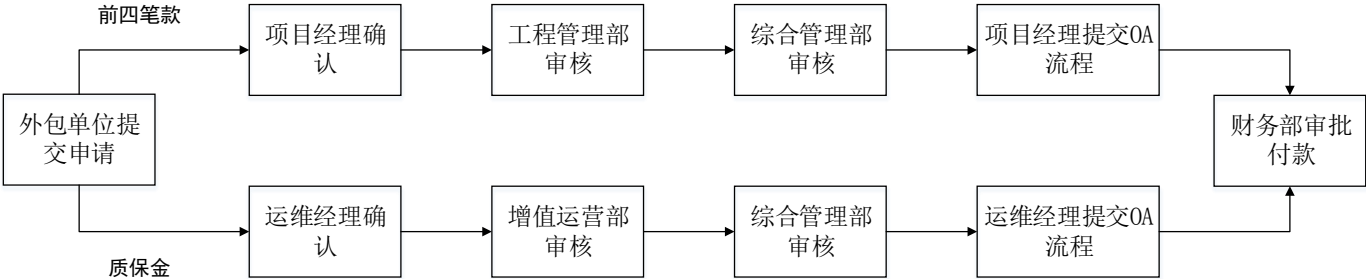 前四笔款
项目经理确
认
工程管理部
审核
综合管理部
审核
项目经理提交OA
流程
外包单位提
交申请
财务部审批
付款
运维经理确
认
增值运营部
审核
综合管理部
审核
运维经理提交OA
流程
质保金